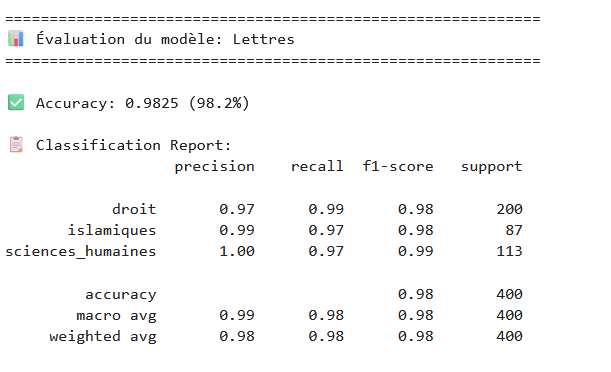 ============================================================
📊 Évaluation du modèle: Lettres
============================================================
✅ Accuracy: 0.9825 (98.2%)
📋 Classification Report:
precision recall f1-score support
droit 0.97 0.99 0.98 200
islamiques 0.99 0.97 0.98 87
sciences_humaines 1.00 0.97 0.99 113
accuracy 0.98 400
macro avg 0.99 0.98 0.98 400
weighted avg 0.98 0.98 0.98 400